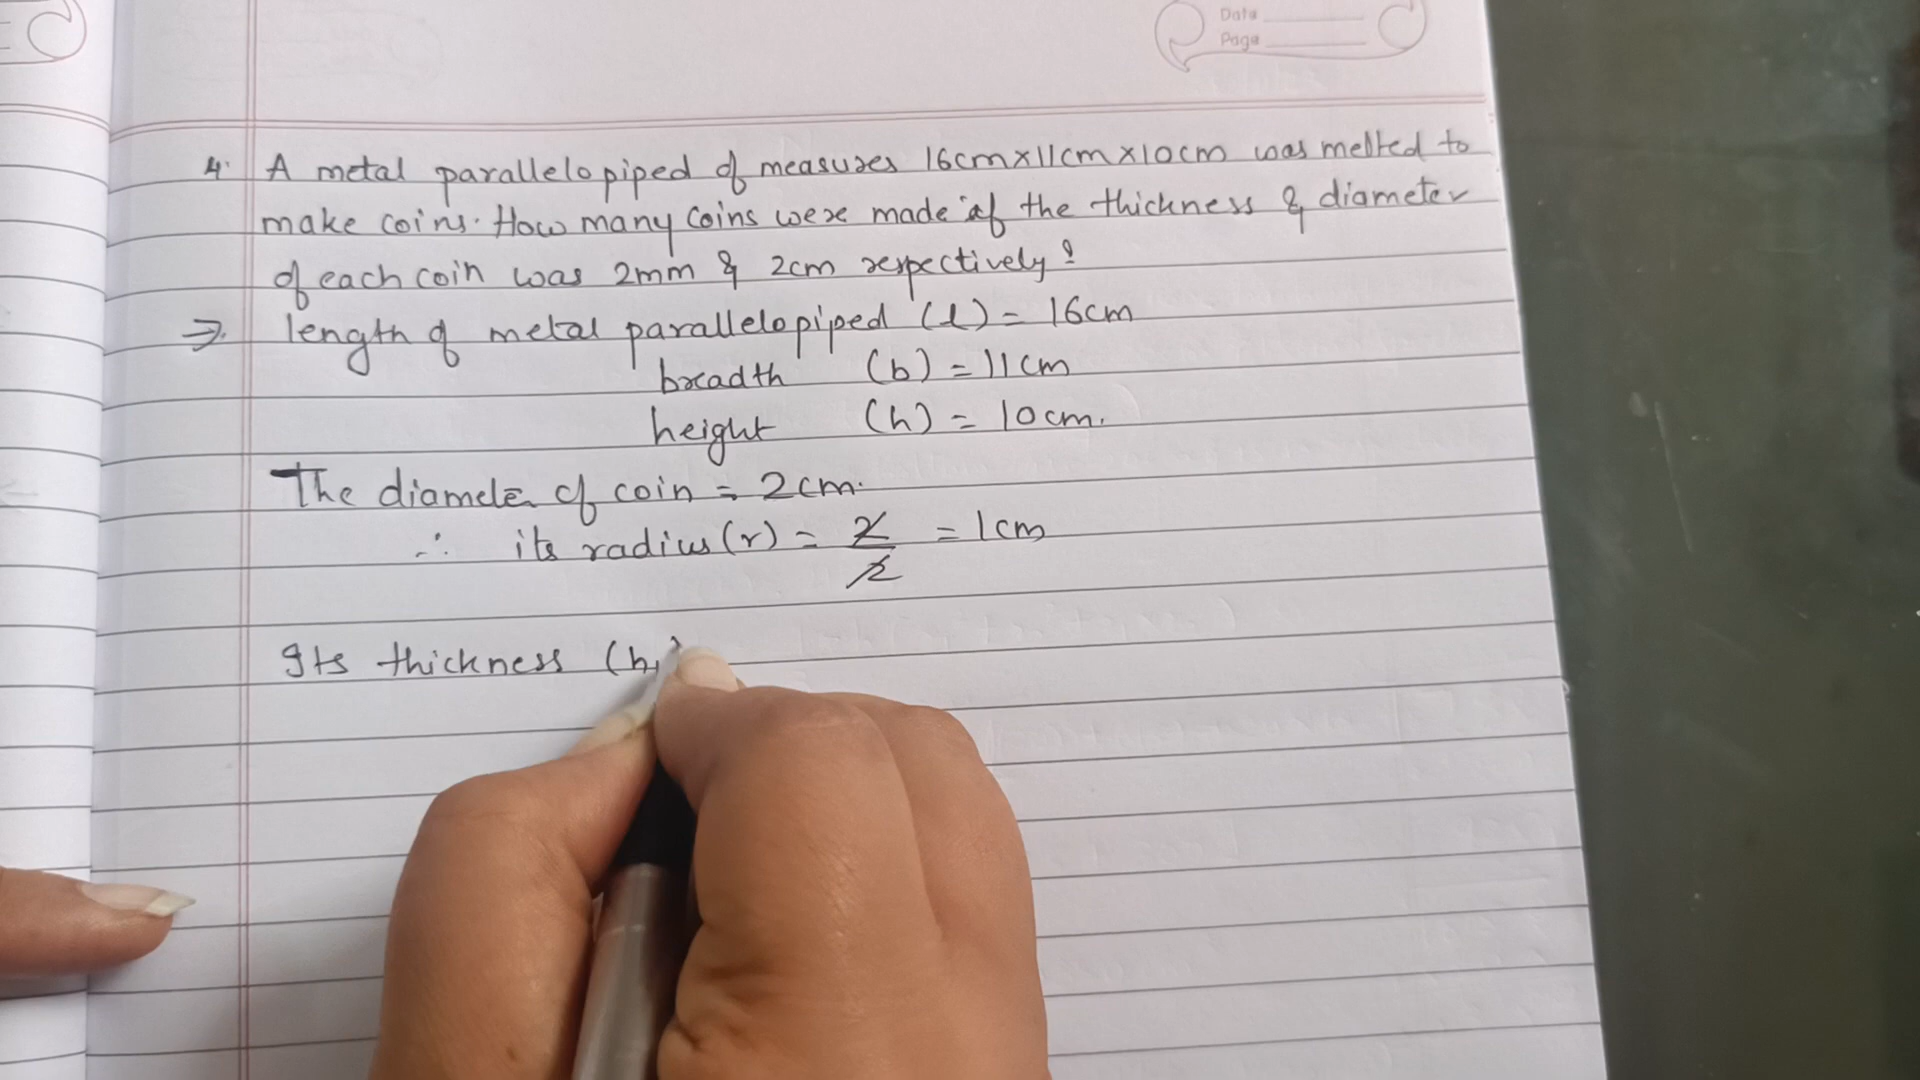 Data
Page
4. A metal parallelopiped of measures 16cm×11cm×10cm was melted to
make coins. How many coins were made if the thickness & diameter
of each coin was 2mm & 2cm respectively?
⇒. length of metal parallelopiped (l) = 16cm
breadth (b) = 11cm
height (h) = 10cm.
The diameter of coin = 2cm.
∴ its radius (r) = 2/2 = 1cm
Its thickness (h₁)